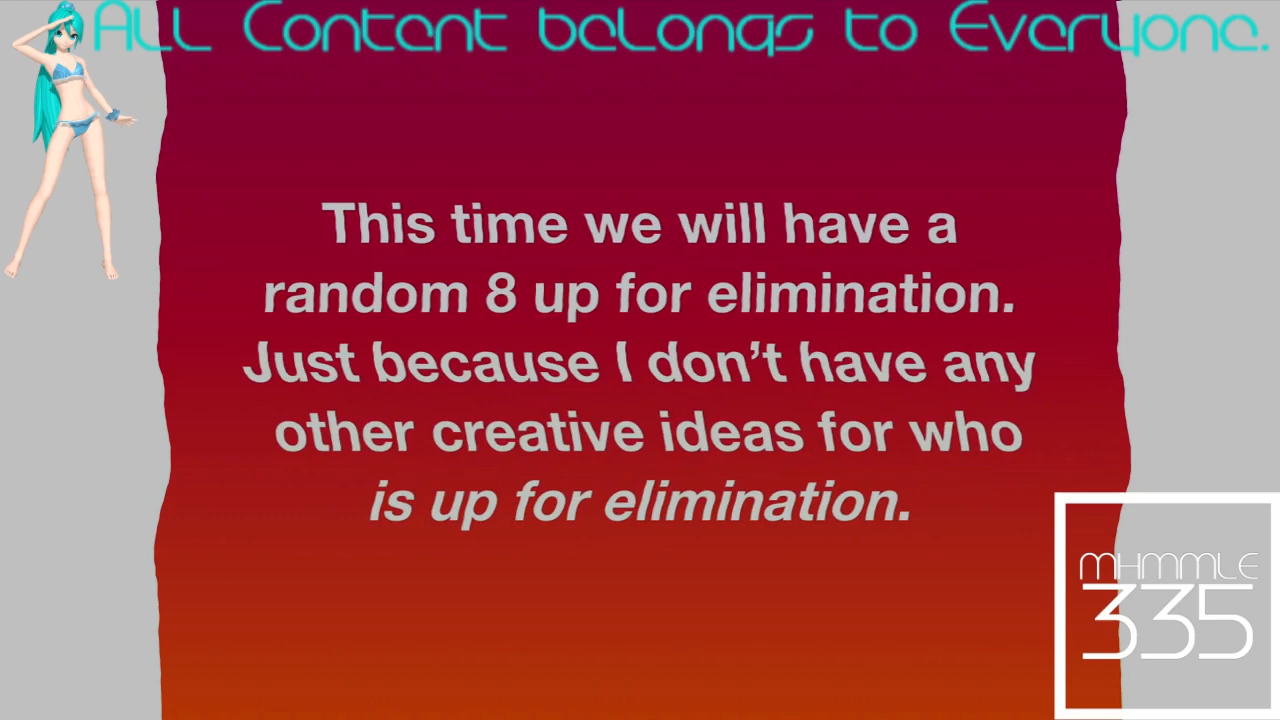 ALL Content beLongs to Everyone.
This time we will have a
random 8 up for elimination.
Just because I don't have any
other creative ideas for who
is up for elimination.
MHMMLE
335